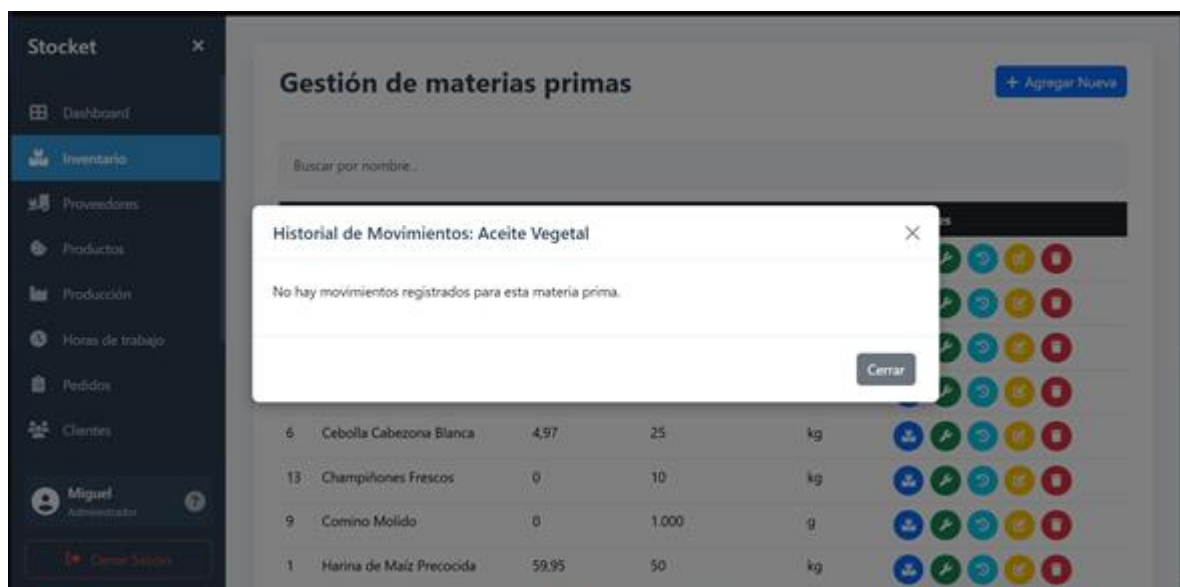 Stocket ×
Dashboard
Inventario
Proveedores
Productos
Producción
Horas de trabajo
Pedidos
Clientes
Miguel
Administrador
Cerrar Sesión
Gestión de materias primas
+ Agregar Nueva
Buscar por nombre...
es
Historial de Movimientos: Aceite Vegetal
No hay movimientos registrados para esta materia prima.
Cerrar
6 Cebolla Cabezona Blanca 4,97 25 kg
13 Champiñones Frescos 0 10 kg
9 Comino Molido 0 1.000 g
1 Harina de Maíz Precocida 59,95 50 kg